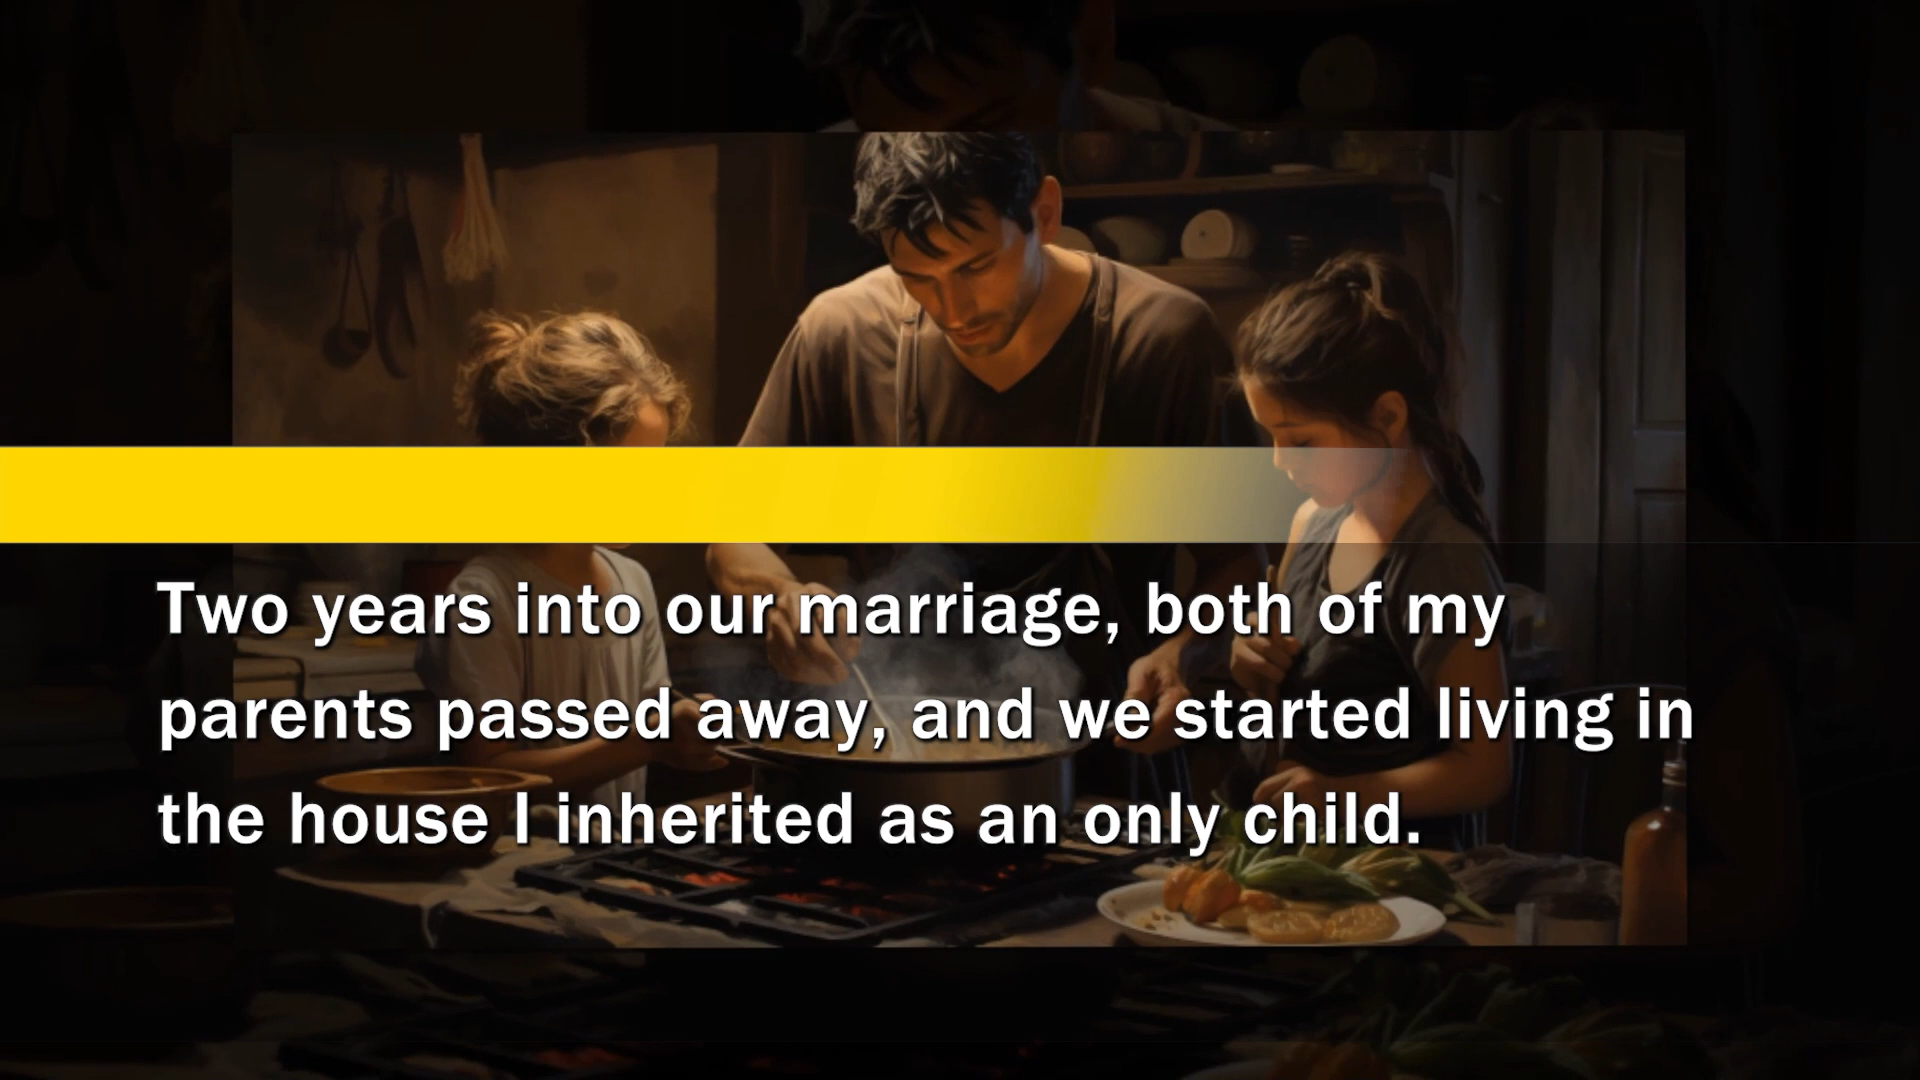 Two years into our marriage, both of my
parents passed away, and we started living in
the house I inherited as an only child.